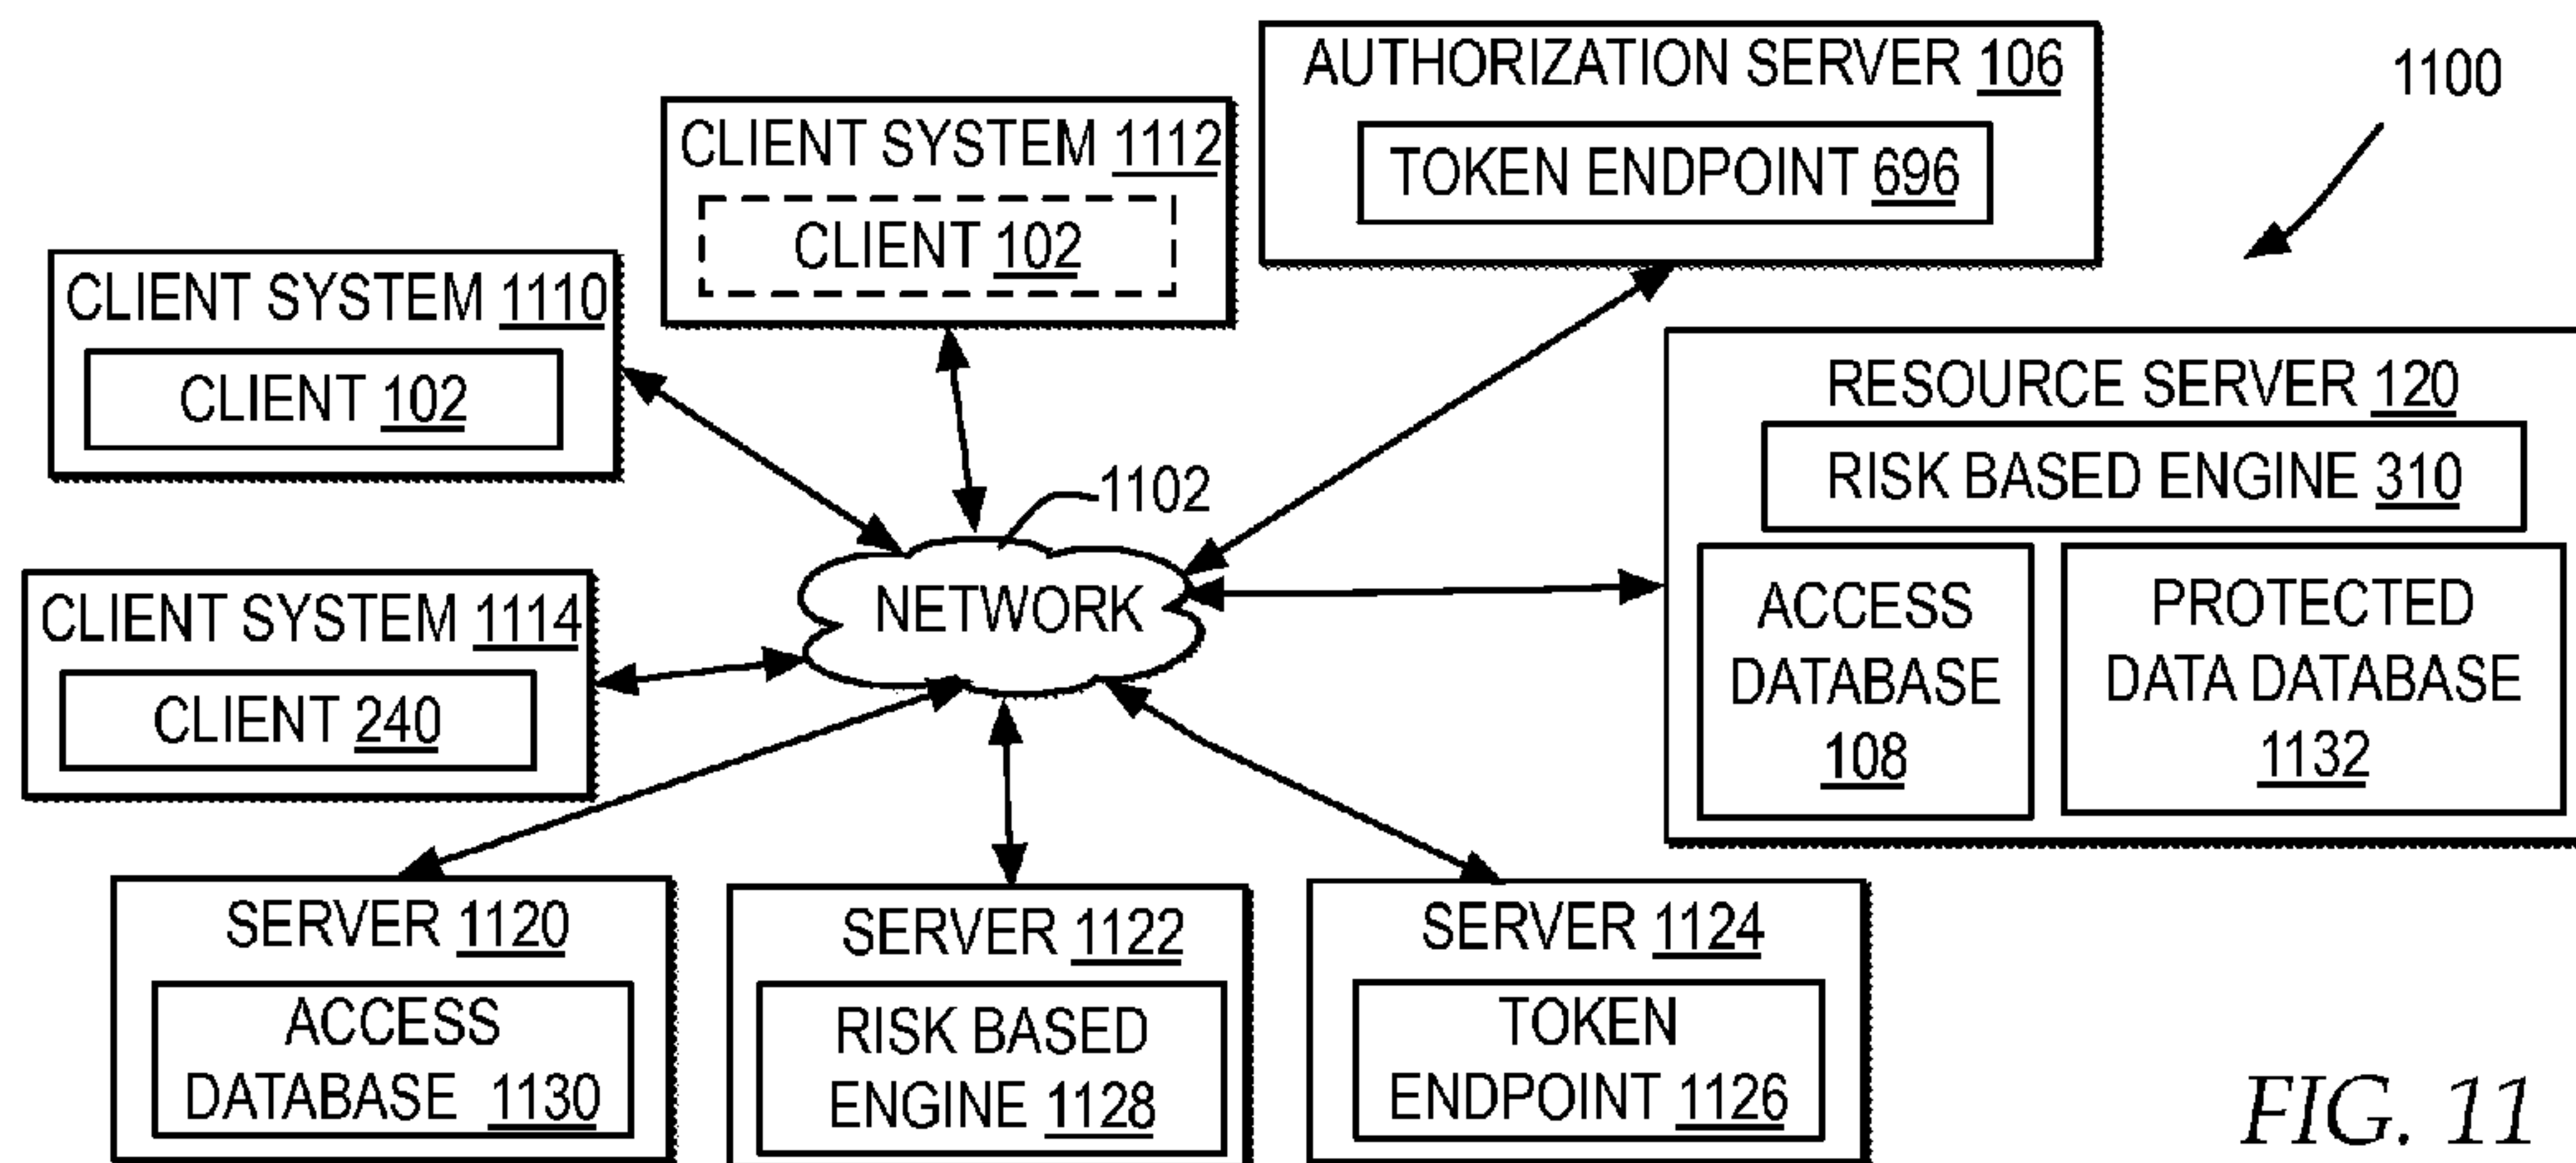 AUTHORIZATION SERVER 106
TOKEN ENDPOINT 696
1100
CLIENT SYSTEM 1112
CLIENT 102
CLIENT SYSTEM 1110
CLIENT 102
RESOURCE SERVER 120
RISK BASED ENGINE 310
ACCESS
DATABASE
108
PROTECTED
DATA DATABASE
1132
1102
NETWORK
CLIENT SYSTEM 1114
CLIENT 240
SERVER 1120
ACCESS
DATABASE 1130
SERVER 1122
RISK BASED
ENGINE 1128
SERVER 1124
TOKEN
ENDPOINT 1126
FIG. 11